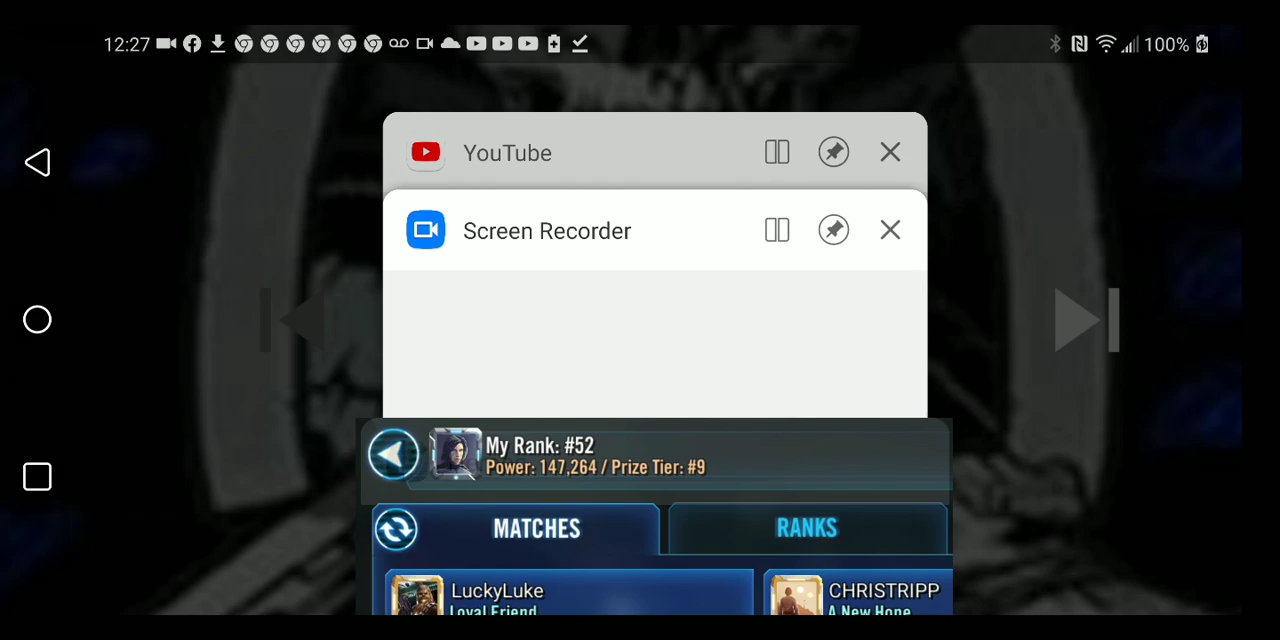 12:27
100%
YouTube
Screen Recorder
My Rank: #52
Power: 147,264 / Prize Tier: #9
MATCHES
RANKS
LuckyLuke
CHRISTRIPP
Loyal Friend
A New Hope